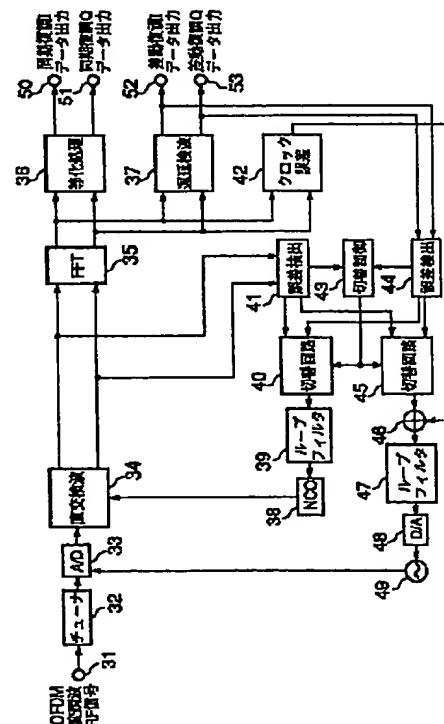 OFDM
変調波
RF信号
31
チューナ
32
A/D
33
直交検波
34
FFT
35
等化処理
36
遅延検波
37
NCO
38
ループ
フィルタ
39
切替回路
40
誤差検出
41
クロック
誤差
42
切替制御
43
誤差検出
44
切替回路
45
46
ループ
フィルタ
47
D/A
48
49
同期復調I
データ出力
50
同期復調Q
データ出力
51
差動復調I
データ出力
52
差動復調Q
データ出力
53